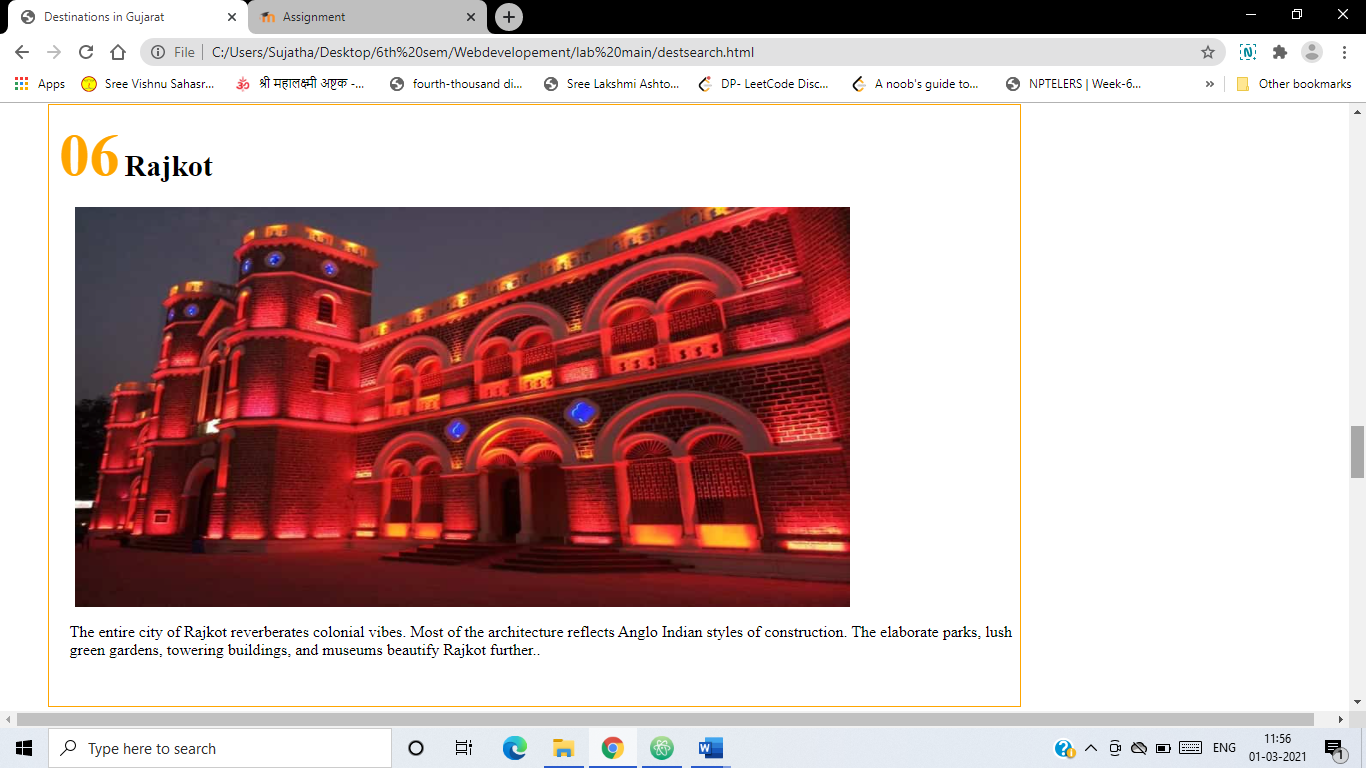 Destinations in Gujarat
Assignment
File
C:/Users/Sujatha/Desktop/6th%20sem/Webdevelopement/lab%20main/destsearch.html
Apps
Sree Vishnu Sahasr...
श्री महालक्ष्मी अष्टक -...
fourth-thousand di...
Sree Lakshmi Ashto...
DP- LeetCode Disc...
A noob's guide to...
NPTELERS | Week-6...
»
Other bookmarks
06 Rajkot
The entire city of Rajkot reverberates colonial vibes. Most of the architecture reflects Anglo Indian styles of construction. The elaborate parks, lush
green gardens, towering buildings, and museums beautify Rajkot further..
Type here to search
ENG
11:56
01-03-2021
1